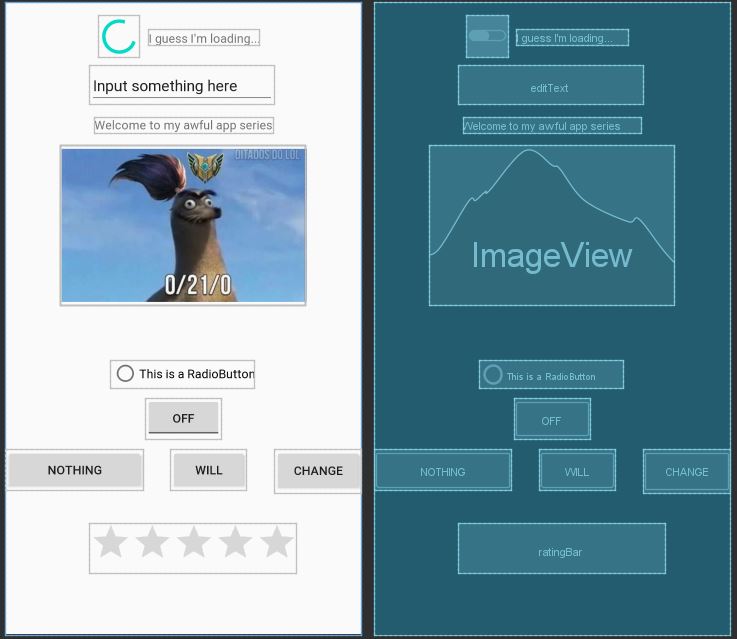 I guess I'm loading...
Input something here
Welcome to my awful app series
DITADOS DO LOL
0/21/0
This is a RadioButton
OFF
NOTHING WILL CHANGE
I guess I'm loading...
editText
Welcome to my awful app series
ImageView
This is a RadioButton
OFF
NOTHING WILL CHANGE
ratingBar